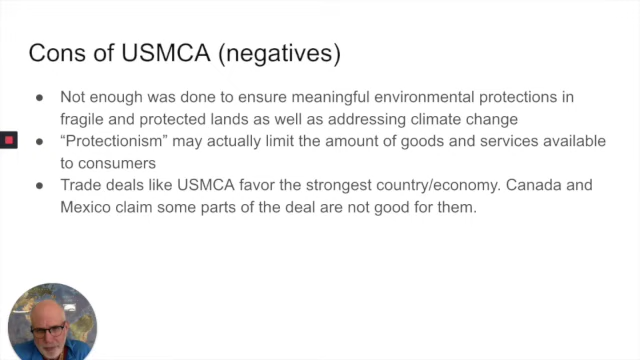 Cons of USMCA (negatives)
● Not enough was done to ensure meaningful environmental protections in
fragile and protected lands as well as addressing climate change
● “Protectionism” may actually limit the amount of goods and services available
to consumers
● Trade deals like USMCA favor the strongest country/economy. Canada and
Mexico claim some parts of the deal are not good for them.